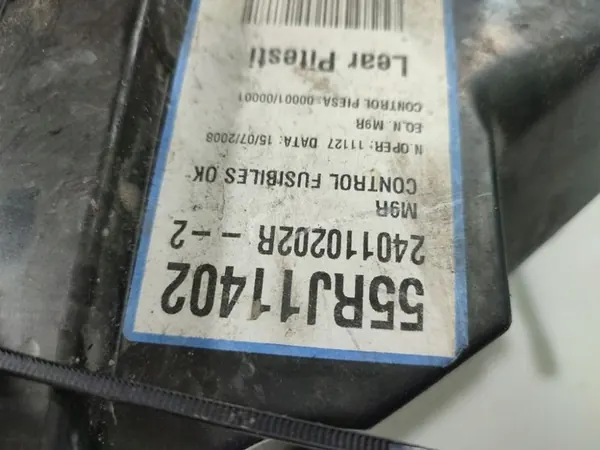 Lear Pitesti
CONTROL PIESA:00001/00001
EQ.N. M9R
N.OPER: 11127 DATA: 15/07/2008
CONTROL FUSIBILES OK
M9R
240110202R - -2
55RJ11402